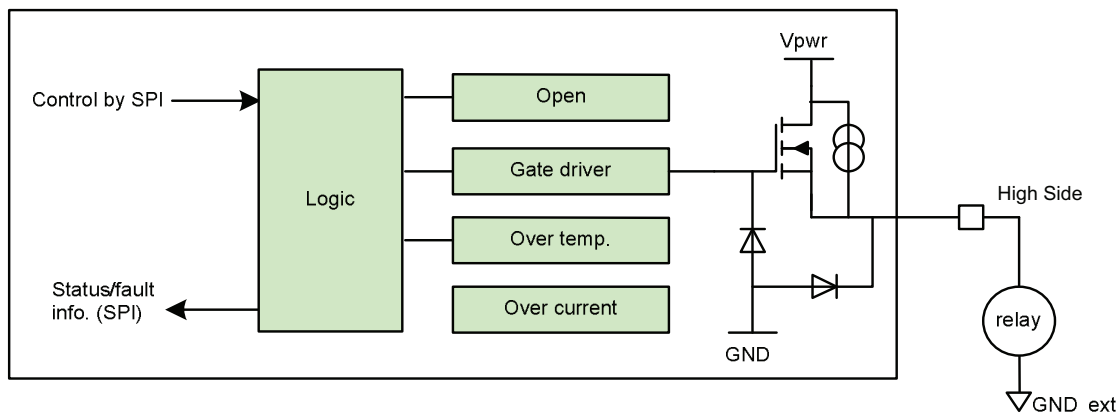 Vpwr
Control by SPI
Open
Gate driver
Logic
High Side
Over temp.
Status/fault
info. (SPI)
Over current
relay
GND
GND ext